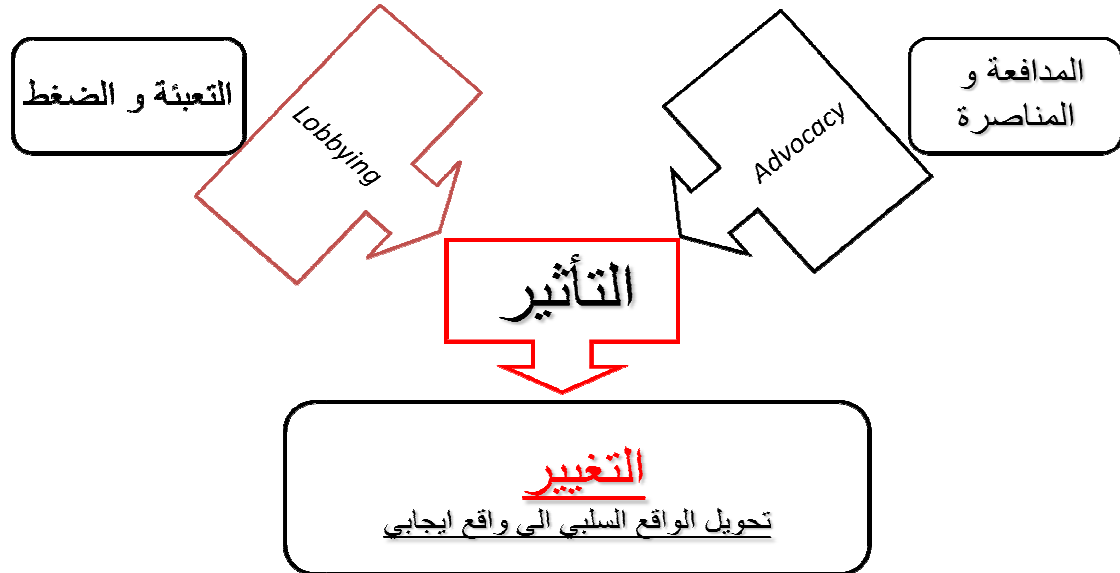 المدافعة و
المناصرة
Advocacy
التعبئة و الضغط
Lobbying
التأثير
التغيير
تحويل الواقع السلبي الى واقع ايجابي